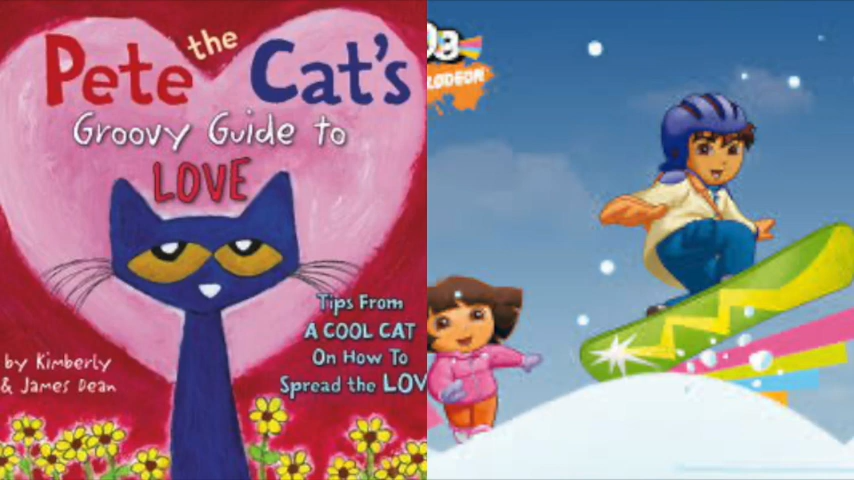 Pete the Cat's
Groovy Guide to
LOVE
Tips From
A COOL CAT
On How To
Spread the LOV
by Kimberly
& James Dean
LODEON